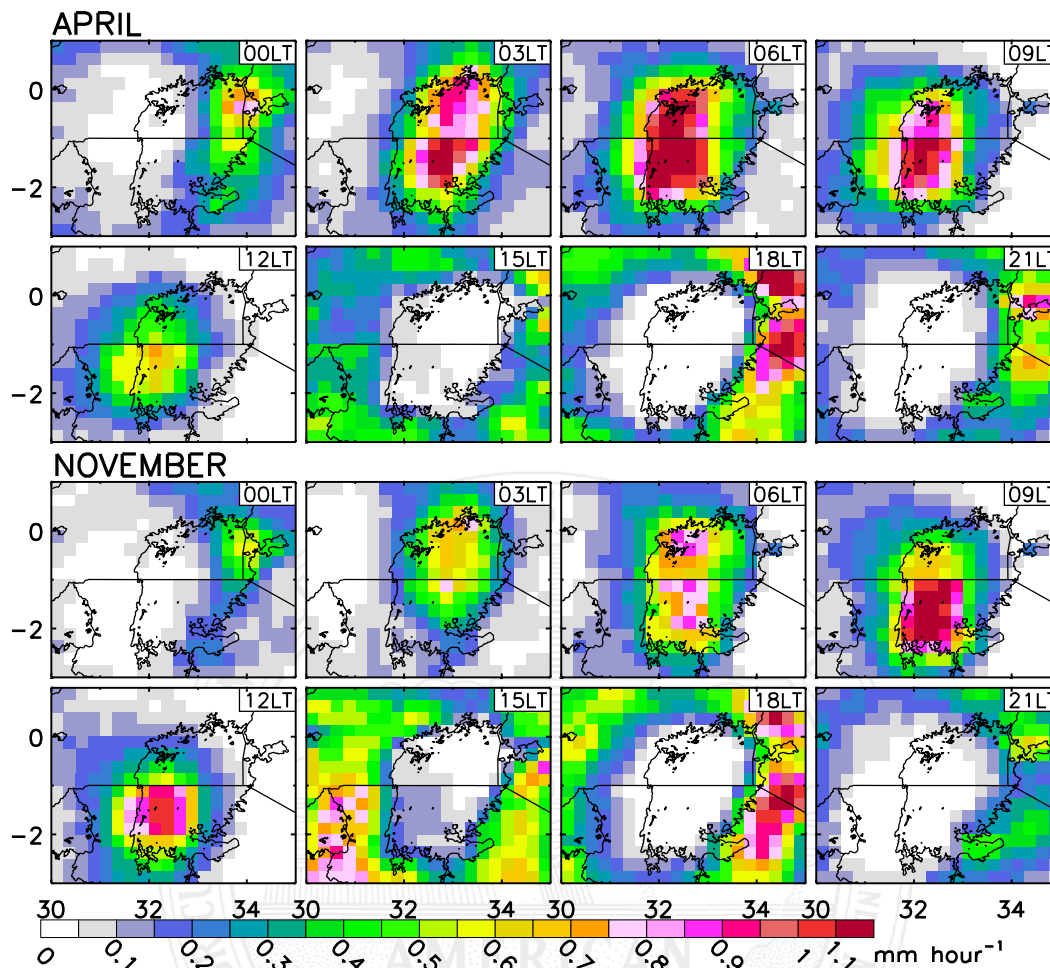 APRIL
00LT 03LT 06LT 09LT
0
−2
12LT 15LT 18LT 21LT
0
−2
NOVEMBER
00LT 03LT 06LT 09LT
0
−2
12LT 15LT 18LT 21LT
0
−2
30 32 34 30 32 34 30 32 34 30 32 34
0 0.1 0.2 0.3 0.4 0.5 0.6 0.7 0.8 0.9 1 1.1 mm hour⁻¹
AMERICAN